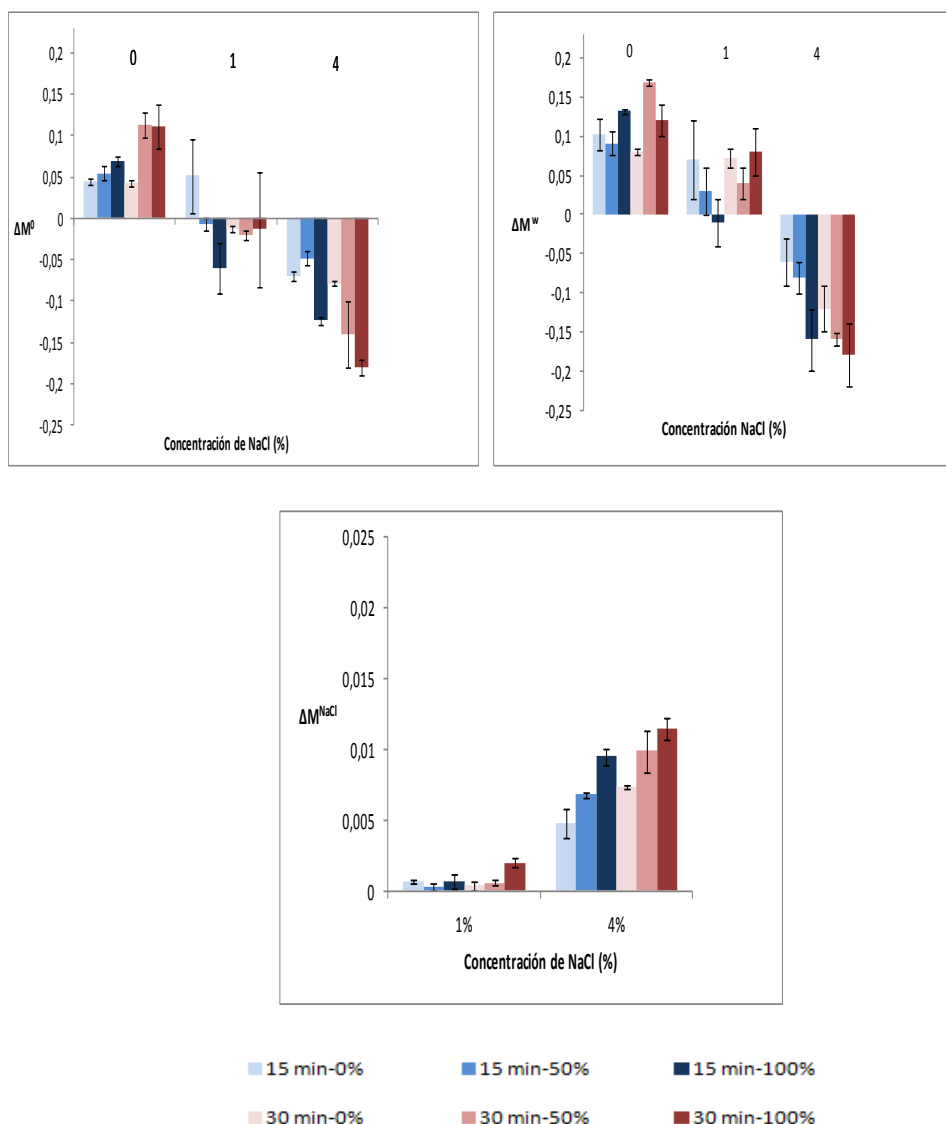 0,2
0,15
0,1
0,05
0
-0,05
-0,1
-0,15
-0,2
-0,25
ΔM⁰
0 1 4
Concentración de NaCl (%)
0,2
0,15
0,1
0,05
0
-0,05
-0,1
-0,15
-0,2
-0,25
ΔMʷ
0 1 4
Concentración NaCl (%)
0,025
0,02
0,015
0,01
0,005
0
ΔMᴺᵃᶜˡ
1% 4%
Concentración de NaCl (%)
15 min-0% 15 min-50% 15 min-100%
30 min-0% 30 min-50% 30 min-100%